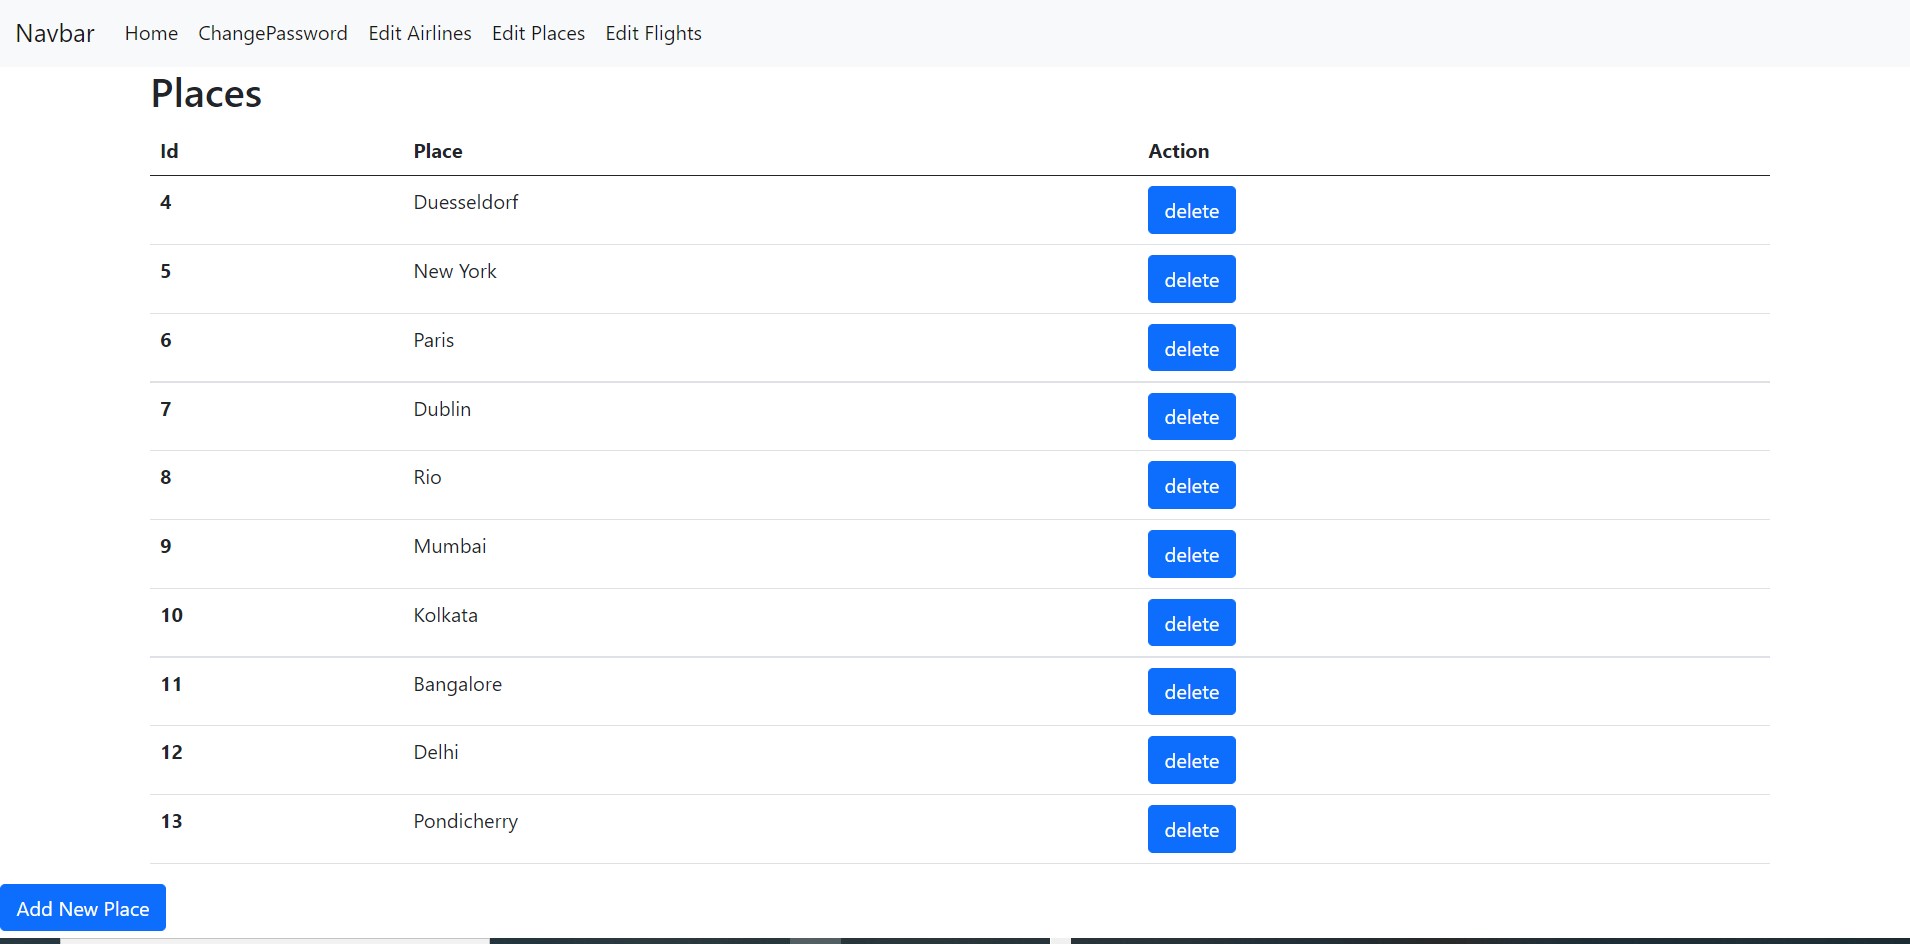 Navbar Home ChangePassword Edit Airlines Edit Places Edit Flights
Places
Id Place Action
4 Duesseldorf delete
5 New York delete
6 Paris delete
7 Dublin delete
8 Rio delete
9 Mumbai delete
10 Kolkata delete
11 Bangalore delete
12 Delhi delete
13 Pondicherry delete
Add New Place